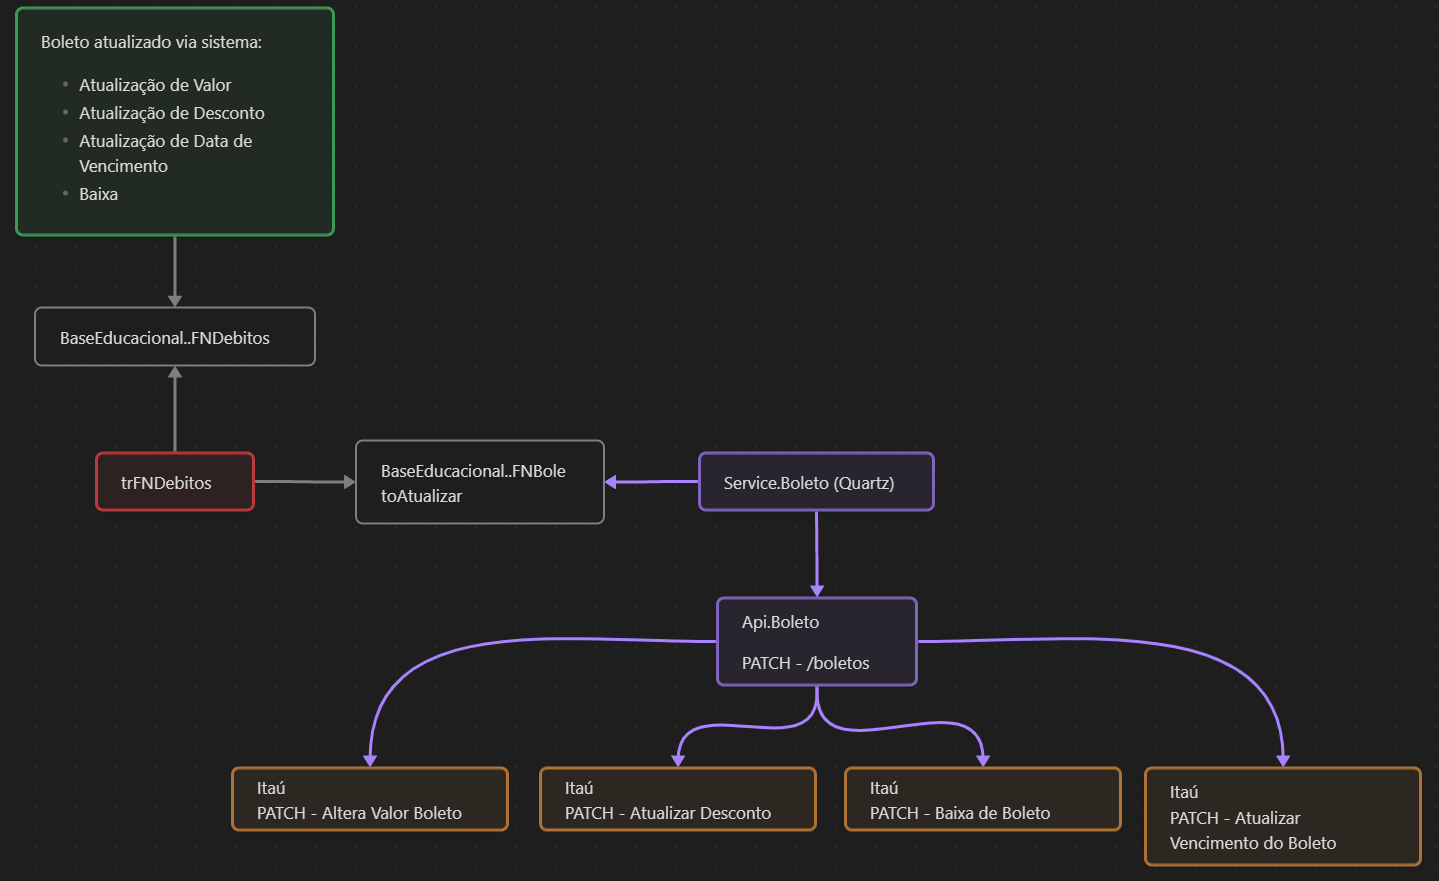 Boleto atualizado via sistema:
Atualização de Valor
Atualização de Desconto
Atualização de Data de
Vencimento
Baixa
BaseEducacional..FNDebitos
trFNDebitos
BaseEducacional..FNBole
toAtualizar
Service.Boleto (Quartz)
Api.Boleto
PATCH - /boletos
Itaú
PATCH - Altera Valor Boleto
Itaú
PATCH - Atualizar Desconto
Itaú
PATCH - Baixa de Boleto
Itaú
PATCH - Atualizar
Vencimento do Boleto